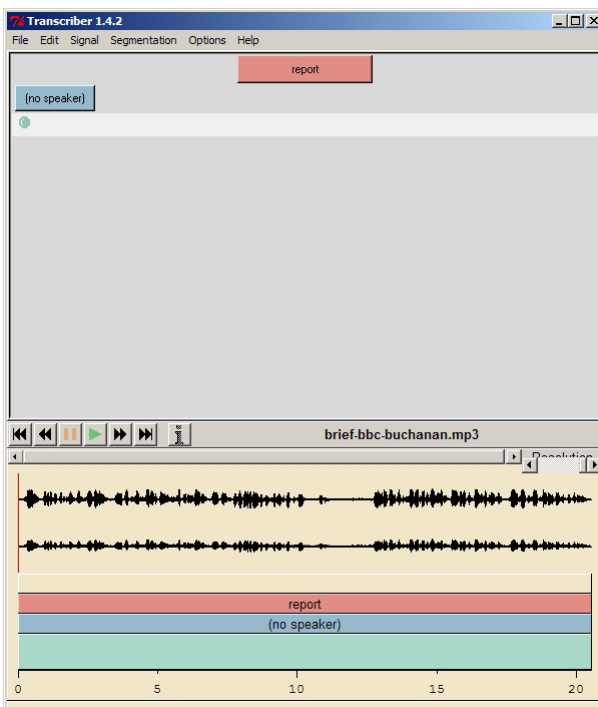 Transcriber 1.4.2
File Edit Signal Segmentation Options Help
report
(no speaker)
brief-bbc-buchanan.mp3
Resolution
report
(no speaker)
0 5 10 15 20